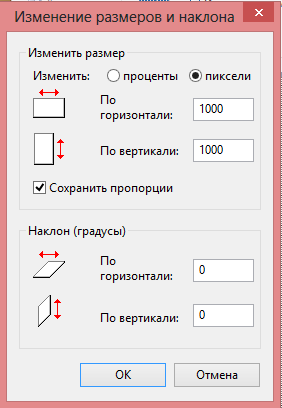 Изменение размеров и наклона
Изменить размер
Изменить: проценты пиксели
По
горизонтали: 1000
По вертикали: 1000
Сохранить пропорции
Наклон (градусы)
По
горизонтали: 0
По вертикали: 0
ОК Отмена